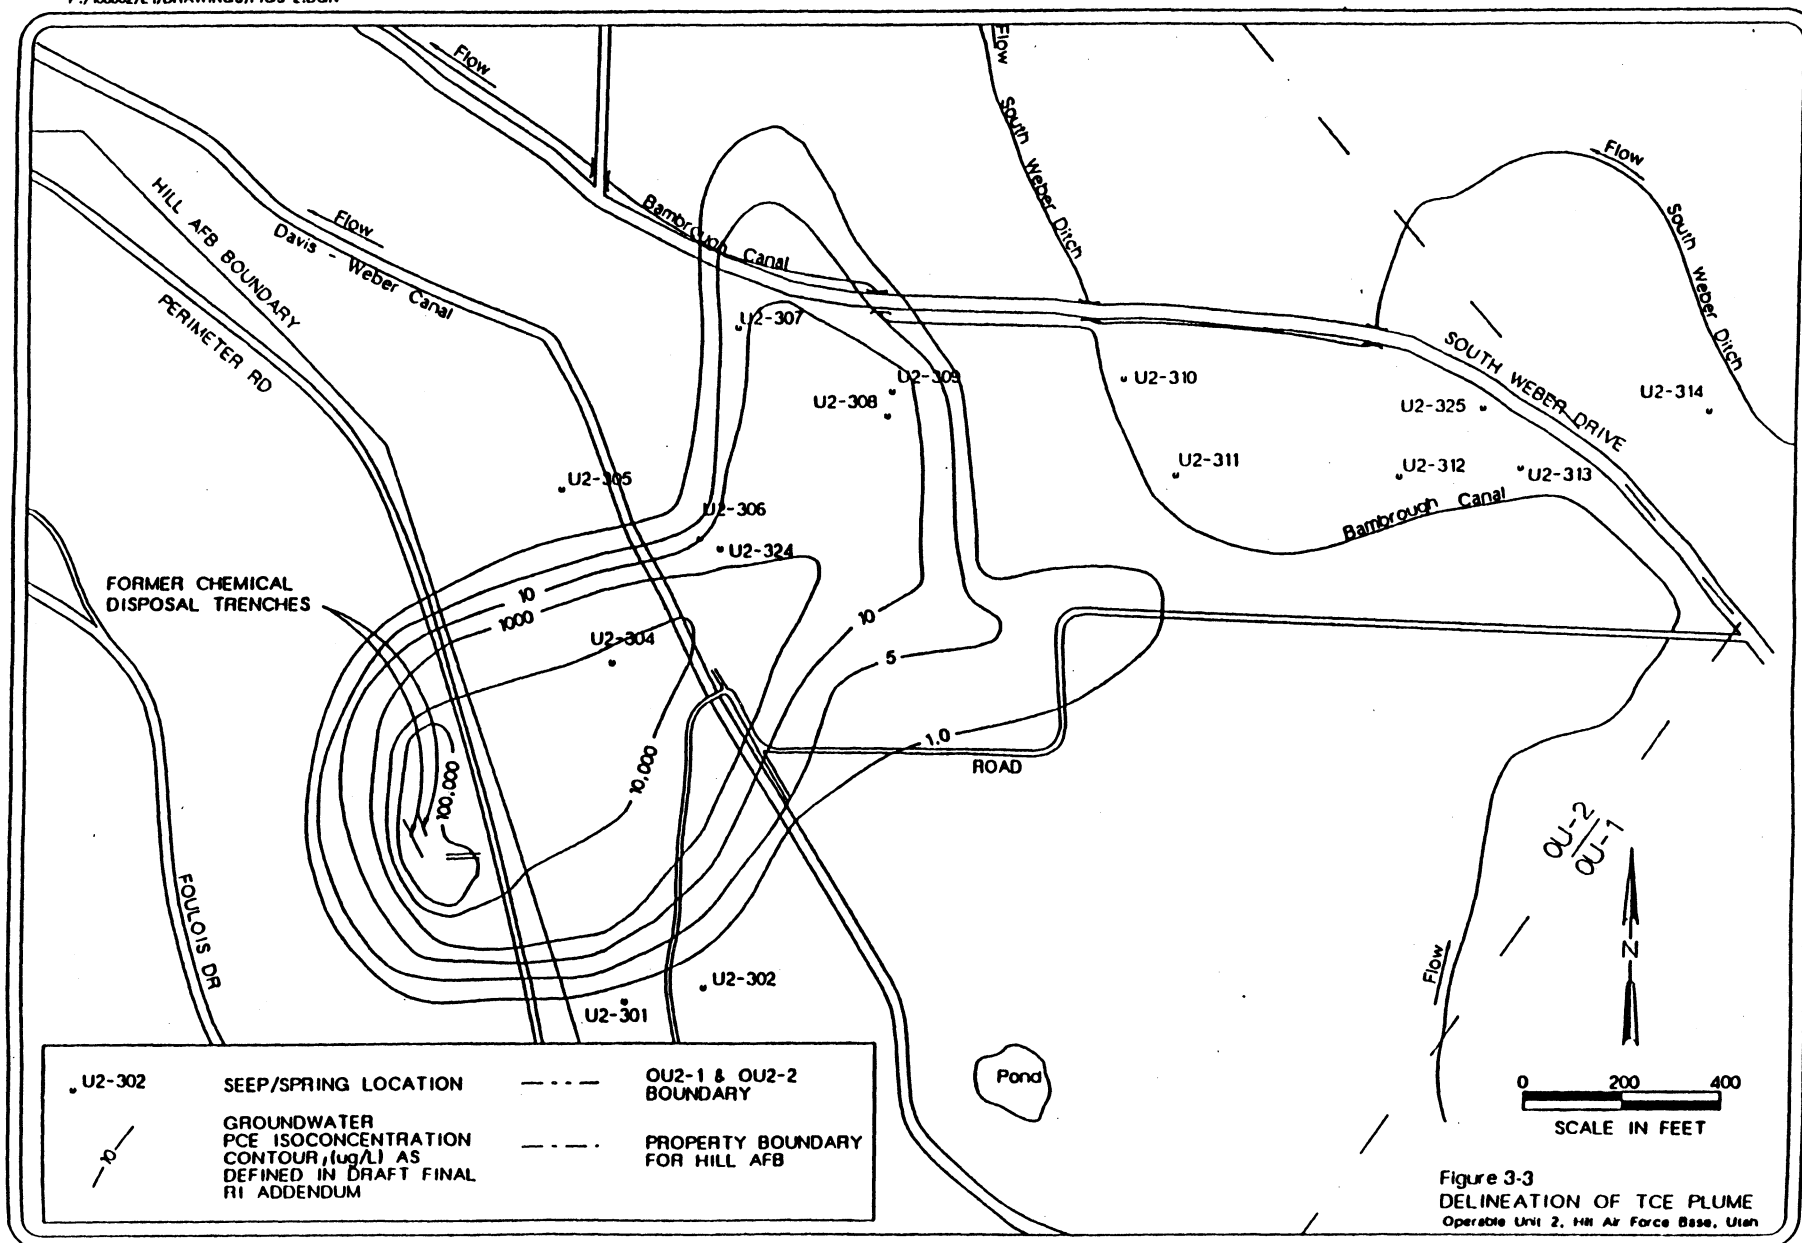 Flow
Flow
South Weber Ditch
Flow
South Weber Ditch
HILL AFB BOUNDARY
Flow
Davis - Weber Canal
PERIMETER RD
Bambrough Canal
U2-307
U2-309
U2-308
U2-310
U2-311
SOUTH WEBER DRIVE
U2-325
U2-314
U2-312
U2-313
Bambrough Canal
U2-305
U2-306
U2-324
FORMER CHEMICAL
DISPOSAL TRENCHES
10
1000
U2-304
10
5
1.0
10,000
100,000
ROAD
FOULOIS DR
OU-2
OU-1
N
Flow
U2-302
U2-301
Pond
U2-302
SEEP/SPRING LOCATION
10
GROUNDWATER
PCE ISOCONCENTRATION
CONTOUR,(ug/L) AS
DEFINED IN DRAFT FINAL
RI ADDENDUM
OU2-1 & OU2-2
BOUNDARY
PROPERTY BOUNDARY
FOR HILL AFB
0 200 400
SCALE IN FEET
Figure 3-3
DELINEATION OF TCE PLUME
Operable Unit 2, Hill Air Force Base, Utah